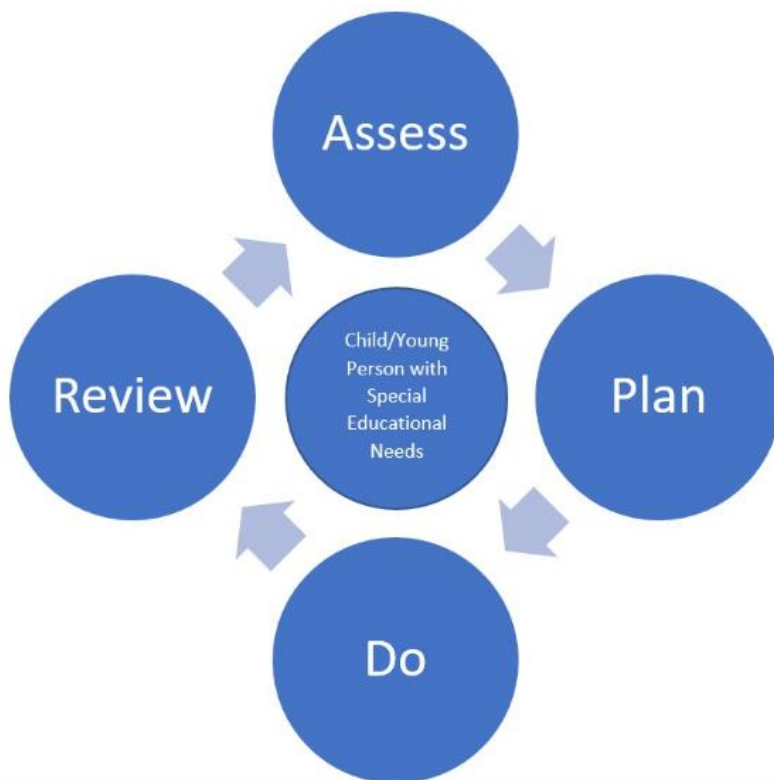 Assess
Child/Young
Person with
Special
Educational
Needs
Review
Plan
Do